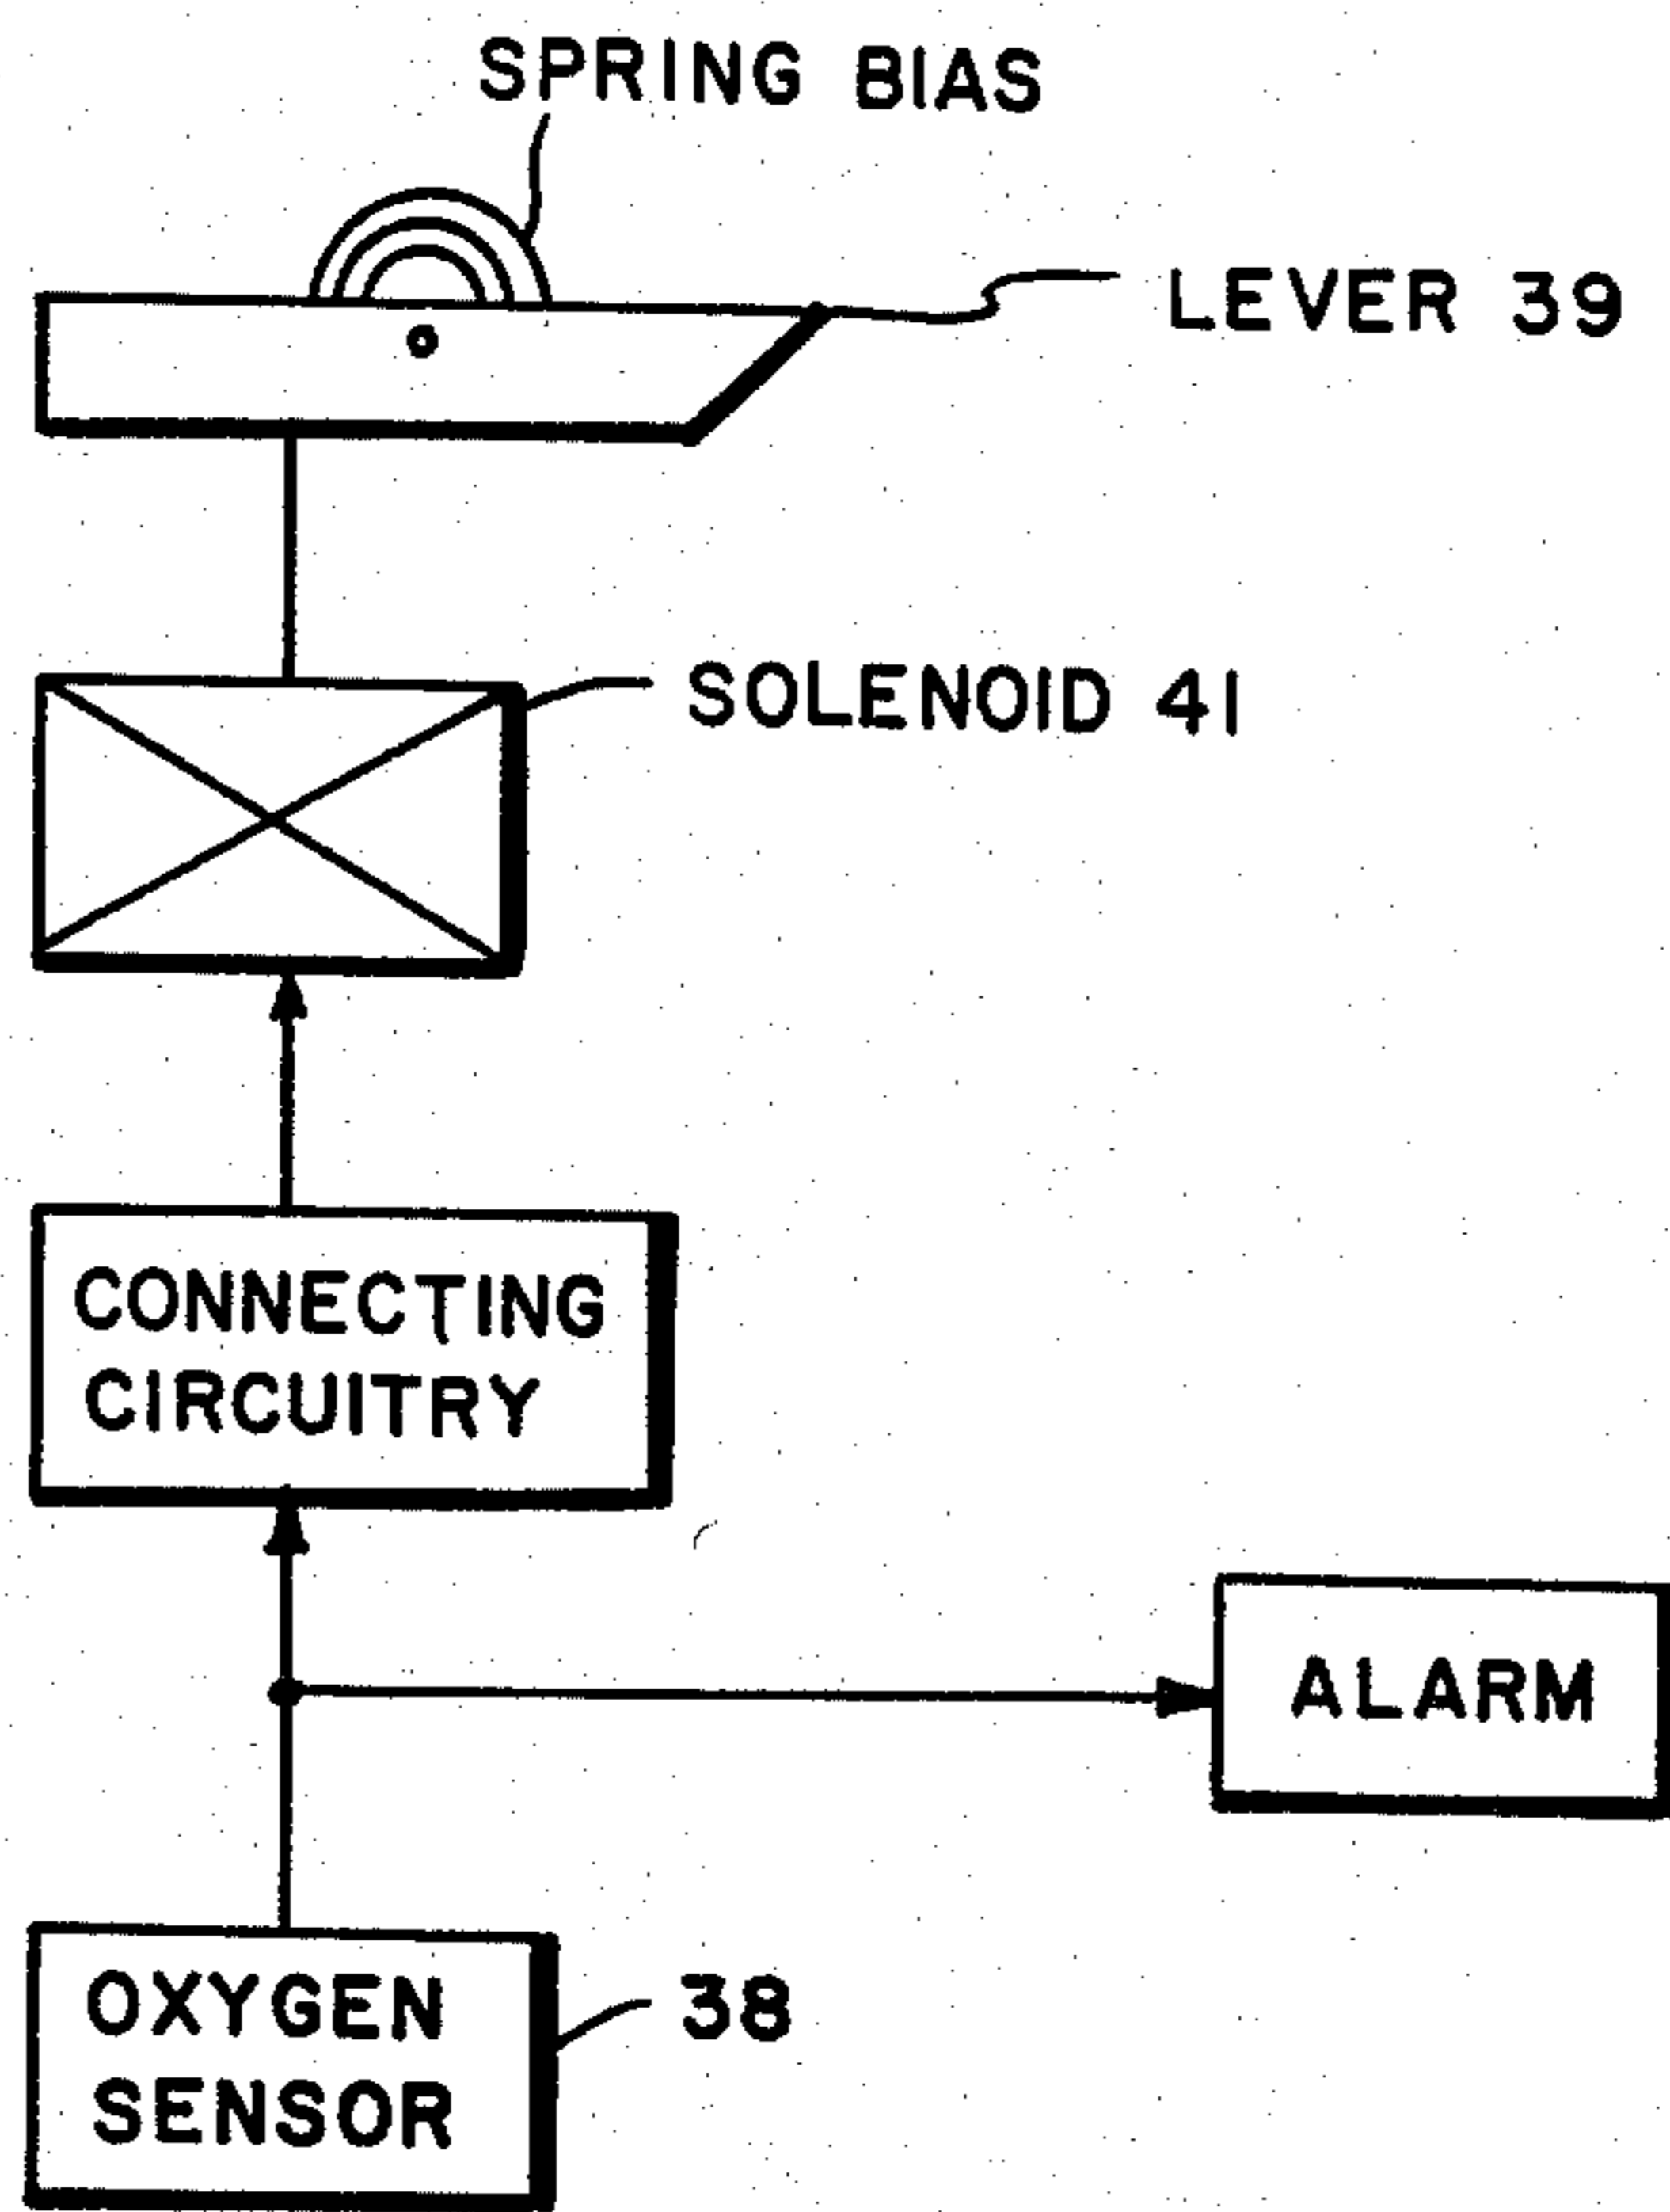 SPRING BIAS
LEVER 39
SOLENOID 41
CONNECTING
CIRCUITRY
ALARM
OXYGEN
SENSOR
38